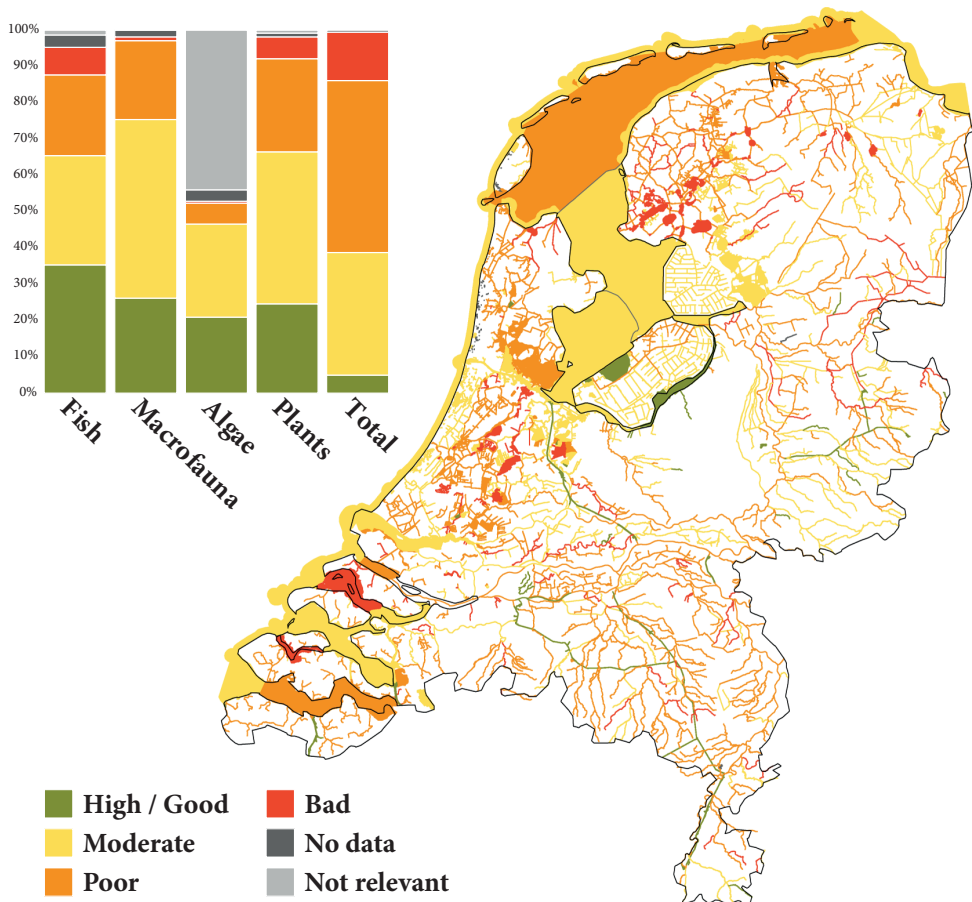 100%
90%
80%
70%
60%
50%
40%
30%
20%
10%
0%
Fish
Macrofauna
Algae
Plants
Total
High / Good
Moderate
Poor
Bad
No data
Not relevant